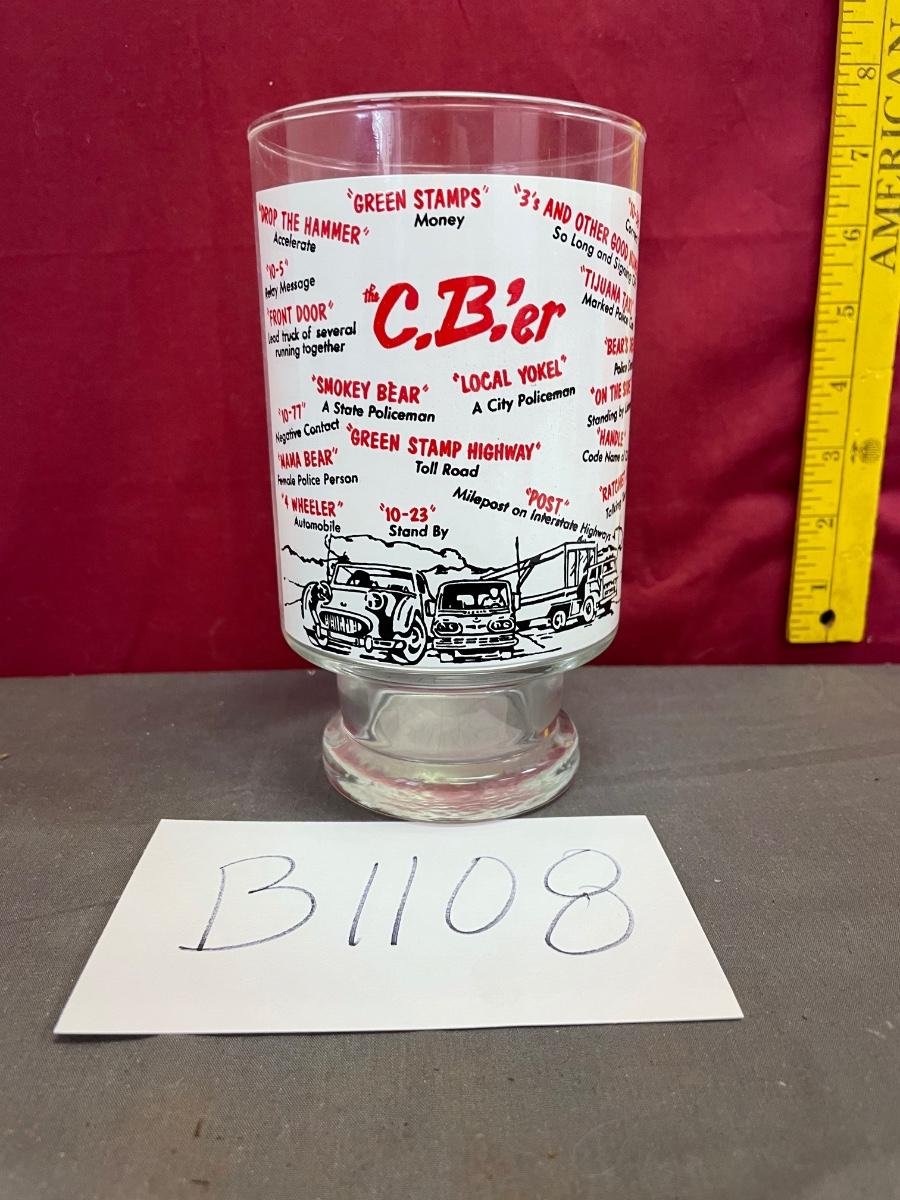 "GREEN STAMPS"
Money
"DROP THE HAMMER"
Accelerate
"3's AND OTHER GOOD
So Long and Signing
"10-5"
Relay Message
"TIJUANA TAXI"
Marked Police
"FRONT DOOR"
Lead truck of several
running together
the C.B.'er
"SMOKEY BEAR"
A State Policeman
"LOCAL YOKEL"
A City Policeman
"BEAR'S
Police
"ON THE
Standing by
"10-77"
Negative Contact
"GREEN STAMP HIGHWAY"
Toll Road
"HANDLE"
Code Name
"MAMA BEAR"
Female Police Person
"4 WHEELER"
Automobile
"10-23"
Stand By
"POST"
Milepost on Interstate Highways
8
7
6
5
4
3
2
1
AMERICAN
B1108